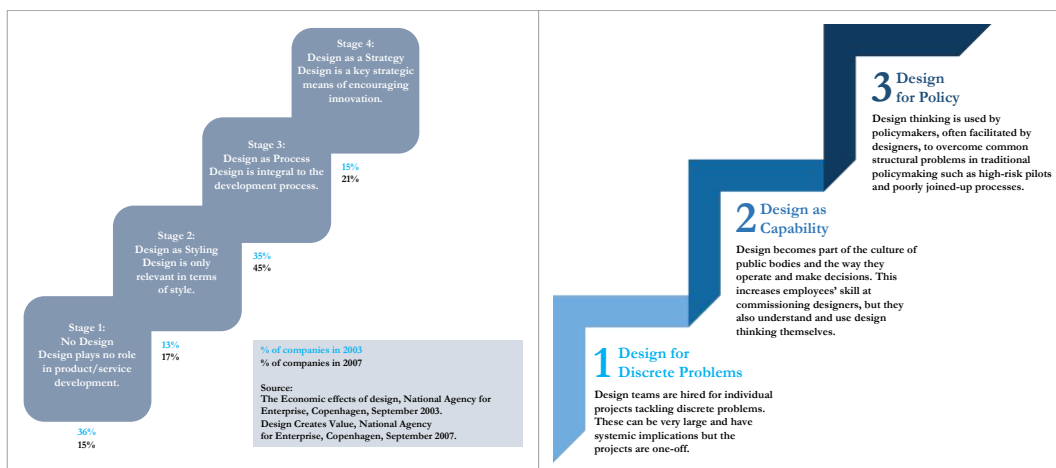 Stage 4:
Design as a Strategy
Design is a key strategic
means of encouraging
innovation.
Stage 3:
Design as Process
Design is integral to the
development process.
15%
21%
Stage 2:
Design as Styling
Design is only
relevant in terms
of style.
35%
45%
Stage 1:
No Design
Design plays no role
in product/service
development.
13%
17%
36%
15%
% of companies in 2003
% of companies in 2007
Source:
The Economic effects of design, National Agency for
Enterprise, Copenhagen, September 2003.
Design Creates Value, National Agency
for Enterprise, Copenhagen, September 2007.
3 Design
for Policy
Design thinking is used by
policymakers, often facilitated by
designers, to overcome common
structural problems in traditional
policymaking such as high-risk pilots
and poorly joined-up processes.
2 Design as
Capability
Design becomes part of the culture of
public bodies and the way they
operate and make decisions. This
increases employees' skill at
commissioning designers, but they
also understand and use design
thinking themselves.
1 Design for
Discrete Problems
Design teams are hired for individual
projects tackling discrete problems.
These can be very large and have
systemic implications but the
projects are one-off.